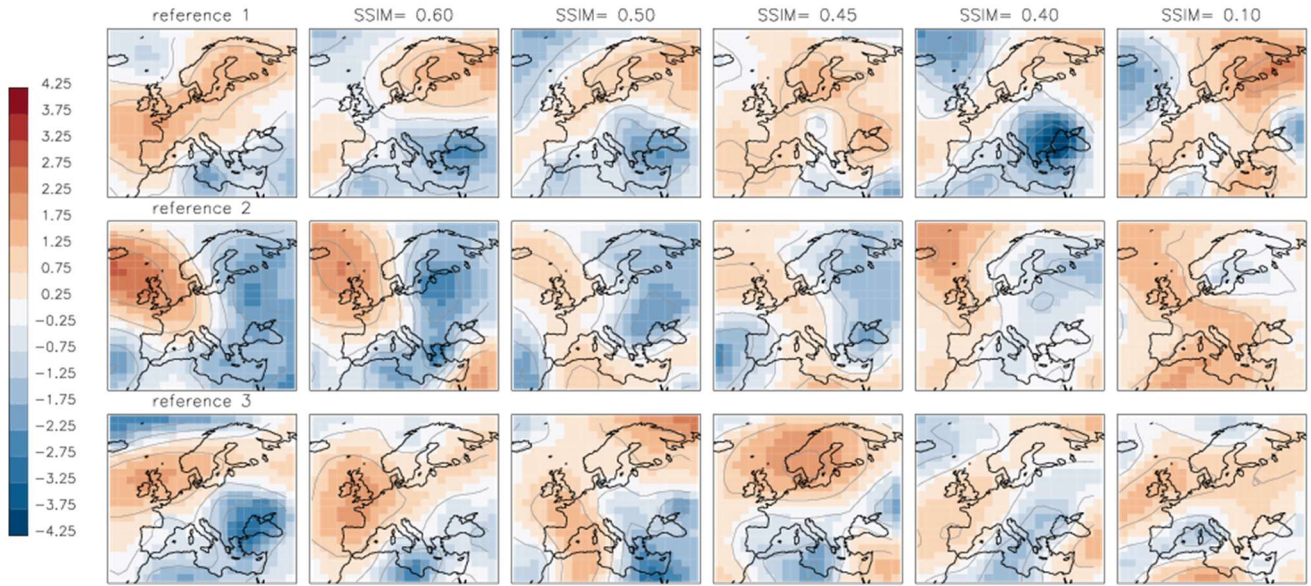 reference 1
SSIM= 0.60
SSIM= 0.50
SSIM= 0.45
SSIM= 0.40
SSIM= 0.10
4.25
3.75
3.25
2.75
2.25
1.75
1.25
0.75
0.25
−0.25
−0.75
−1.25
−1.75
−2.25
−2.75
−3.25
−3.75
−4.25
reference 2
reference 3